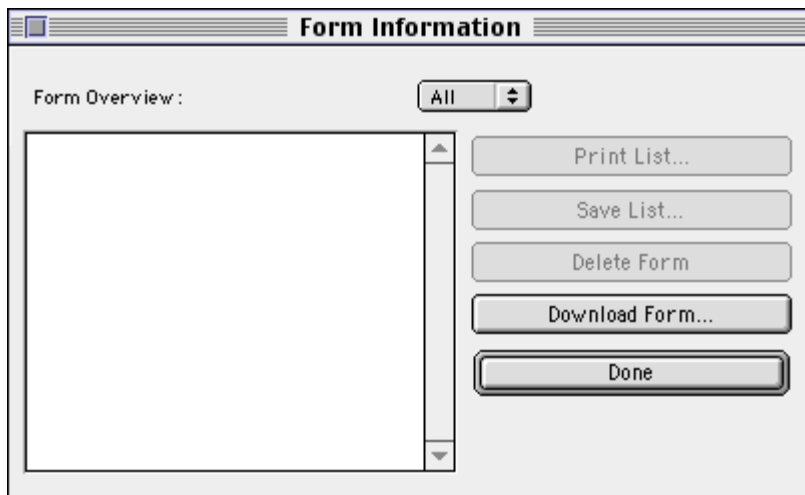 Form Information
Form Overview:
All
Print List...
Save List...
Delete Form
Download Form...
Done